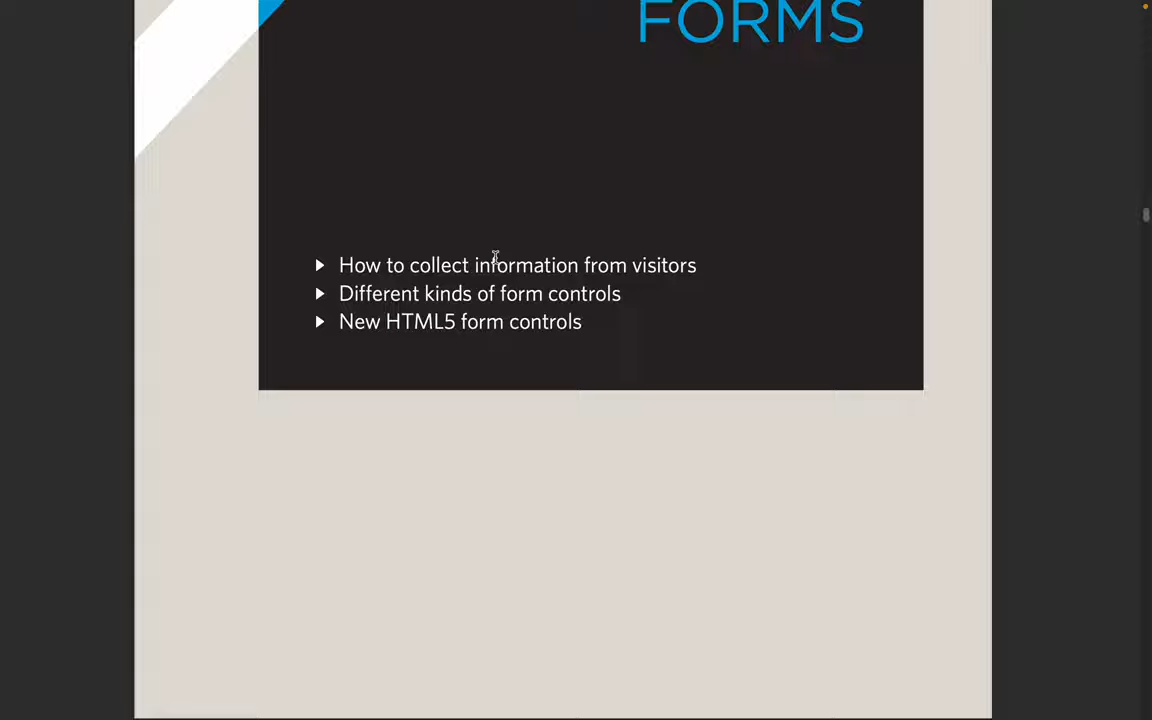 FORMS
How to collect information from visitors
Different kinds of form controls
New HTML5 form controls